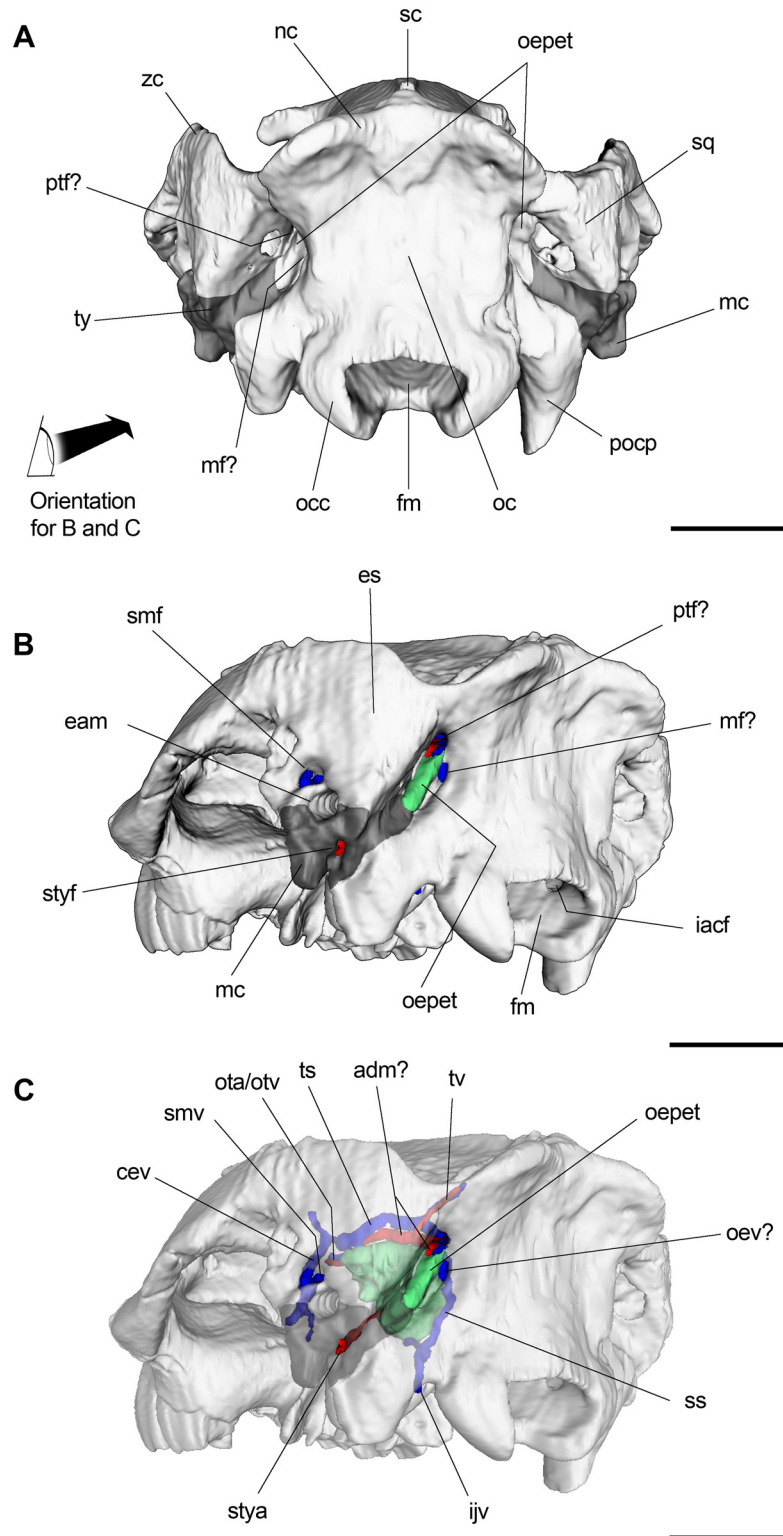 A
sc
nc
oepet
zc
sq
ptf?
ty
mc
mf?
pocp
occ
fm
oc
Orientation
for B and C
B
es
smf
ptf?
eam
mf?
styf
iacf
mc
oepet
fm
C
ts
adm?
tv
ota/otv
oepet
smv
cev
oev?
ss
stya
ijv